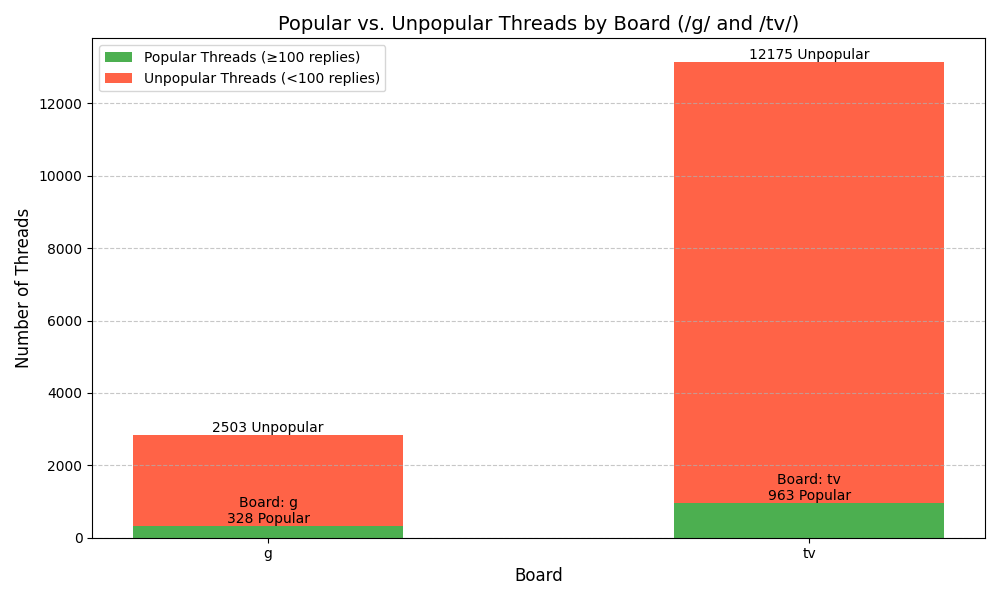 Popular vs. Unpopular Threads by Board (/g/ and /tv/)
Popular Threads (≥100 replies)
Unpopular Threads (<100 replies)
12175 Unpopular
2503 Unpopular
Board: tv
963 Popular
Board: g
328 Popular
Number of Threads
12000
10000
8000
6000
4000
2000
0
g
tv
Board